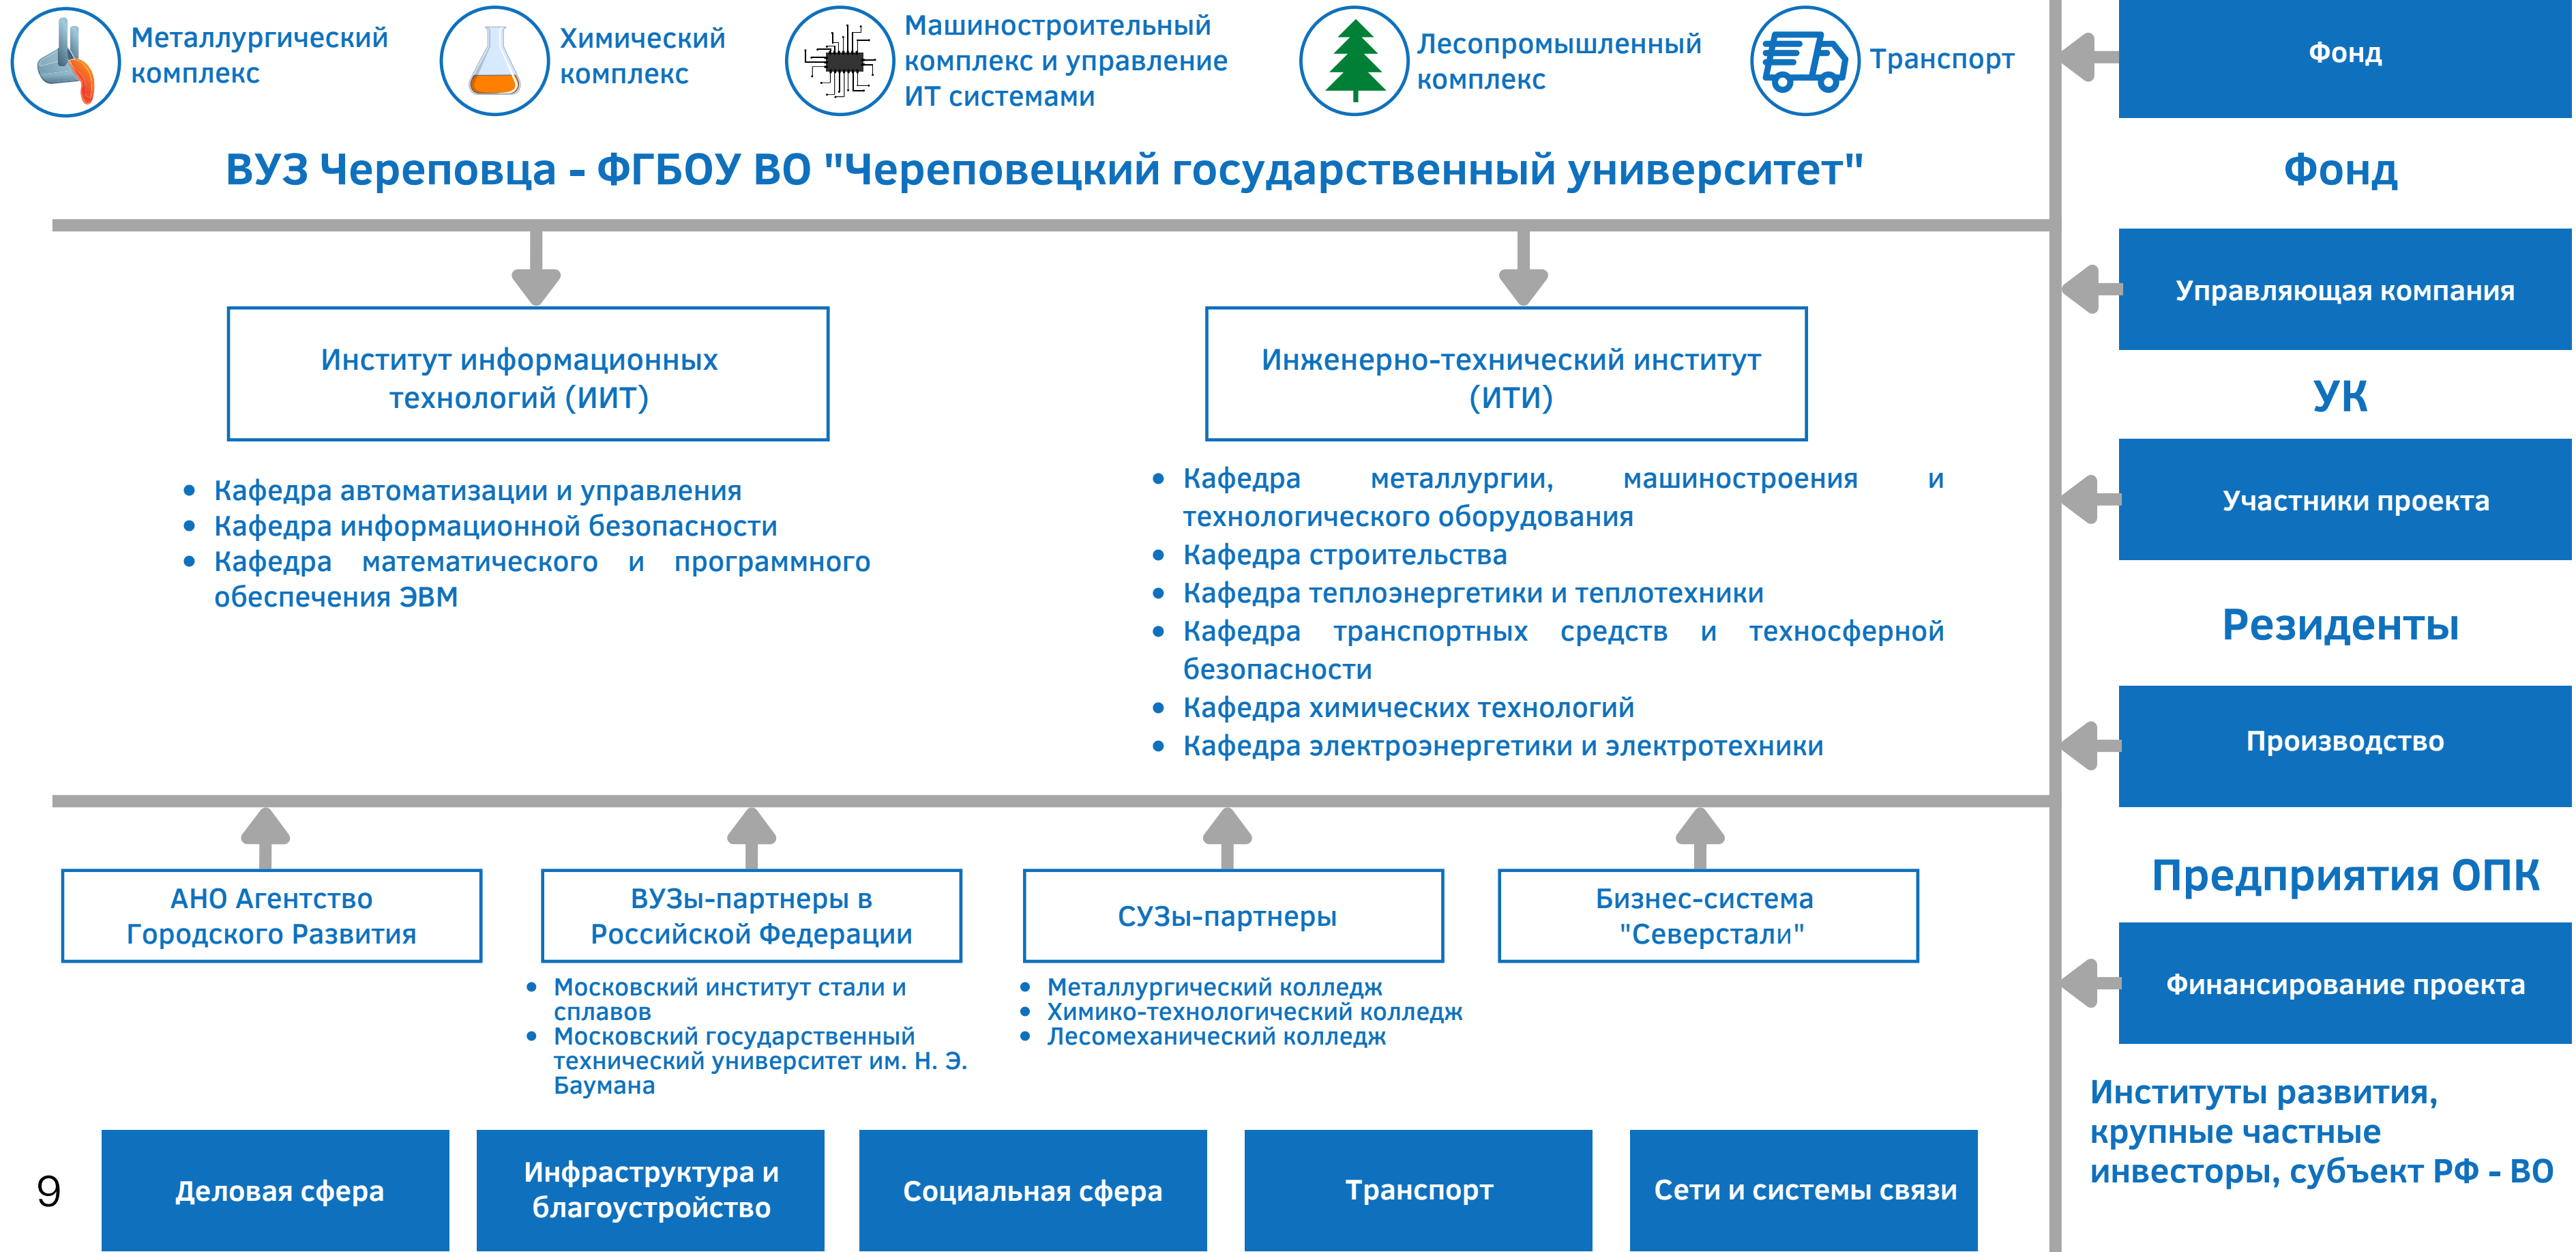 Металлургический
комплекс
Химический
комплекс
Машиностроительный
комплекс и управление
ИТ системами
Лесопромышленный
комплекс
Транспорт
ВУЗ Череповца - ФГБОУ ВО "Череповецкий государственный университет"
Институт информационных
технологий (ИИТ)
Кафедра автоматизации и управления
Кафедра информационной безопасности
Кафедра математического и программного
обеспечения ЭВМ
Инженерно-технический институт
(ИТИ)
Кафедра металлургии, машиностроения и
технологического оборудования
Кафедра строительства
Кафедра теплоэнергетики и теплотехники
Кафедра транспортных средств и техносферной
безопасности
Кафедра химических технологий
Кафедра электроэнергетики и электротехники
АНО Агентство
Городского Развития
ВУЗы-партнеры в
Российской Федерации
Московский институт стали и
сплавов
Московский государственный
технический университет им. Н. Э.
Баумана
СУЗы-партнеры
Металлургический колледж
Химико-технологический колледж
Лесомеханический колледж
Бизнес-система
"Северстали"
9
Деловая сфера
Инфраструктура и
благоустройство
Социальная сфера
Транспорт
Сети и системы связи
Фонд
Фонд
Управляющая компания
УК
Участники проекта
Резиденты
Производство
Предприятия ОПК
Финансирование проекта
Институты развития,
крупные частные
инвесторы, субъект РФ - ВО